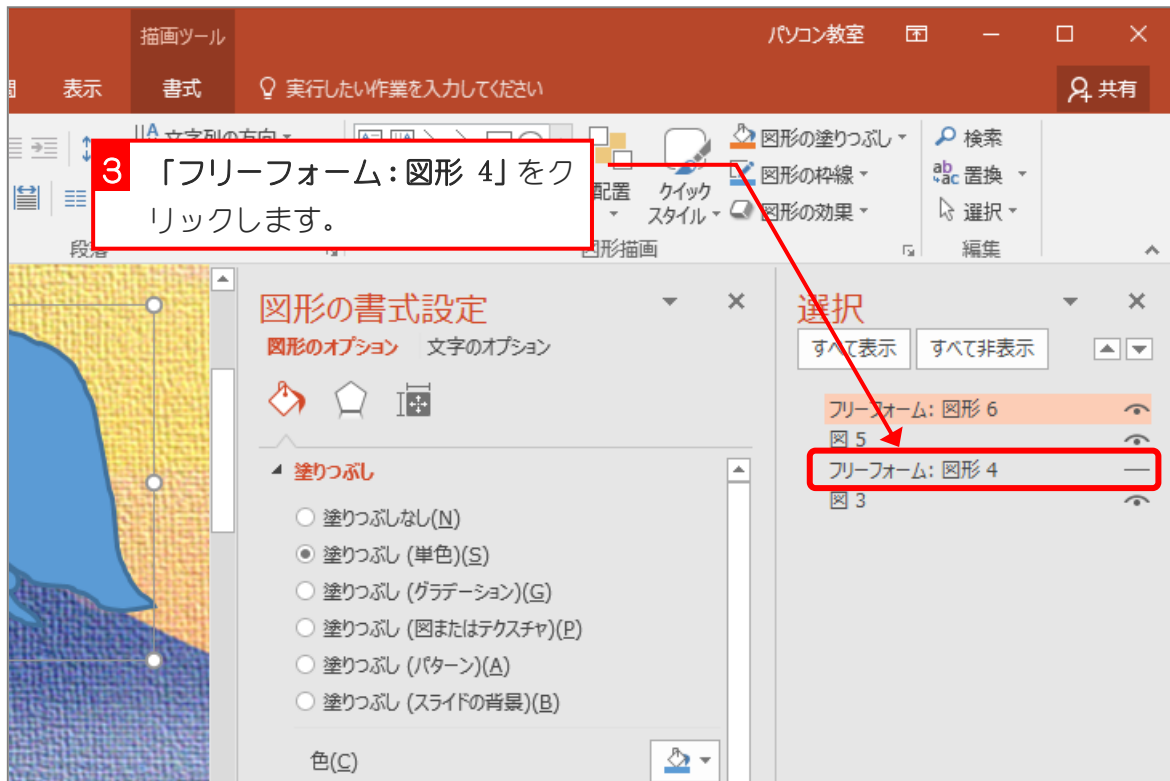 描画ツール
パソコン教室
表示
書式
実行したい作業を入力してください
共有
3
「フリーフォーム：図形 4」をク
リックします。
配置
クイック
スタイル
図形の塗りつぶし
図形の枠線
図形の効果
検索
置換
選択
段落
図形描画
編集
図形の書式設定
図形のオプション 文字のオプション
塗りつぶし
塗りつぶしなし(N)
塗りつぶし (単色)(S)
塗りつぶし (グラデーション)(G)
塗りつぶし (図またはテクスチャ)(P)
塗りつぶし (パターン)(A)
塗りつぶし (スライドの背景)(B)
色(C)
選択
すべて表示 すべて非表示
フリーフォーム: 図形 6
図 5
フリーフォーム: 図形 4
図 3